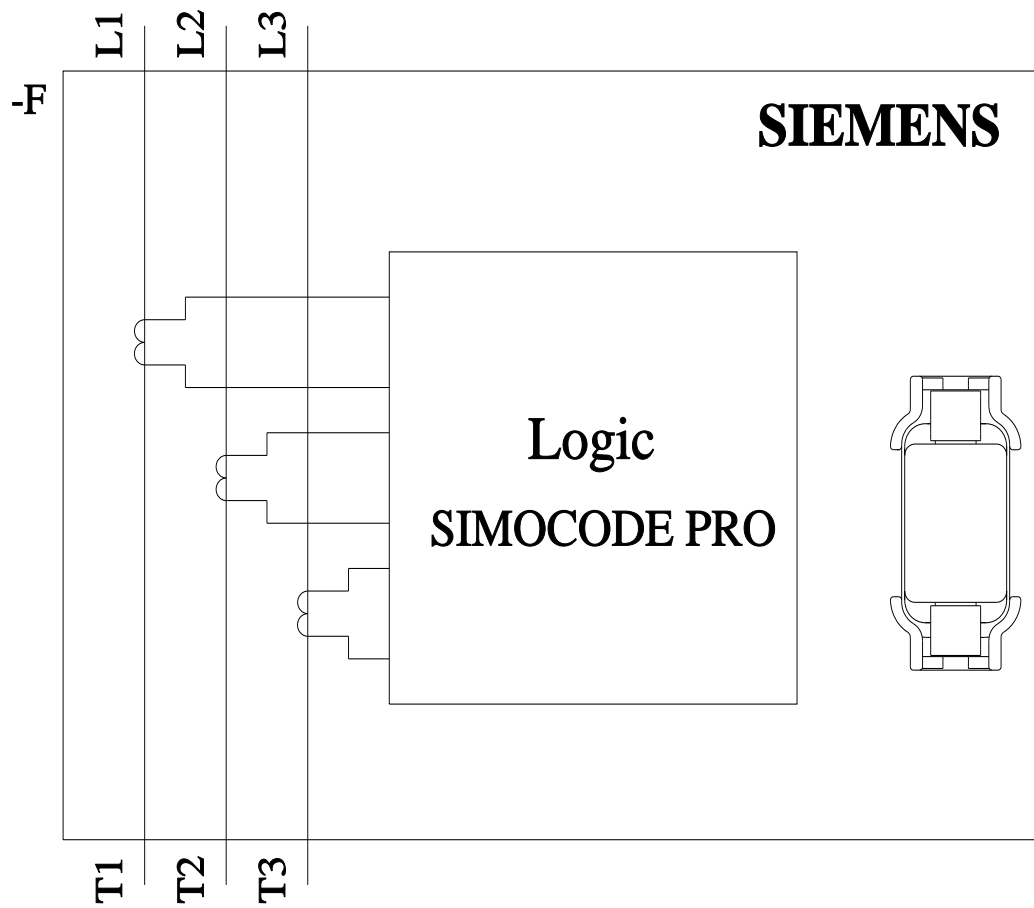 L1 L2 L3
-F
SIEMENS
Logic
SIMOCODE PRO
T1 T2 T3